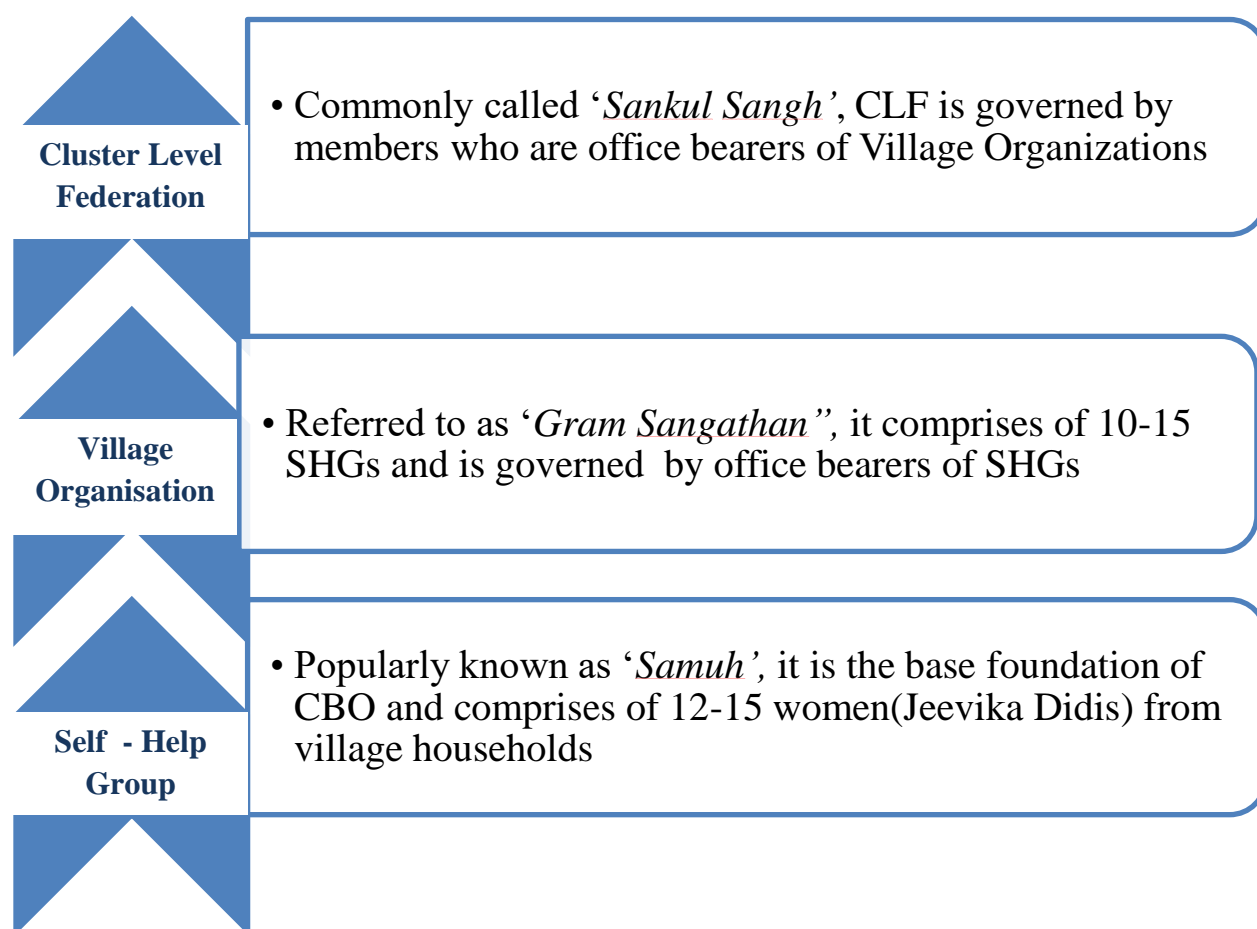 Cluster Level
Federation
• Commonly called ‘Sankul Sangh’, CLF is governed by
members who are office bearers of Village Organizations
Village
Organisation
• Referred to as ‘Gram Sangathan’’, it comprises of 10-15
SHGs and is governed  by office bearers of SHGs
Self  - Help
Group
• Popularly known as ‘Samuh’, it is the base foundation of
CBO and comprises of 12-15 women(Jeevika Didis) from
village households